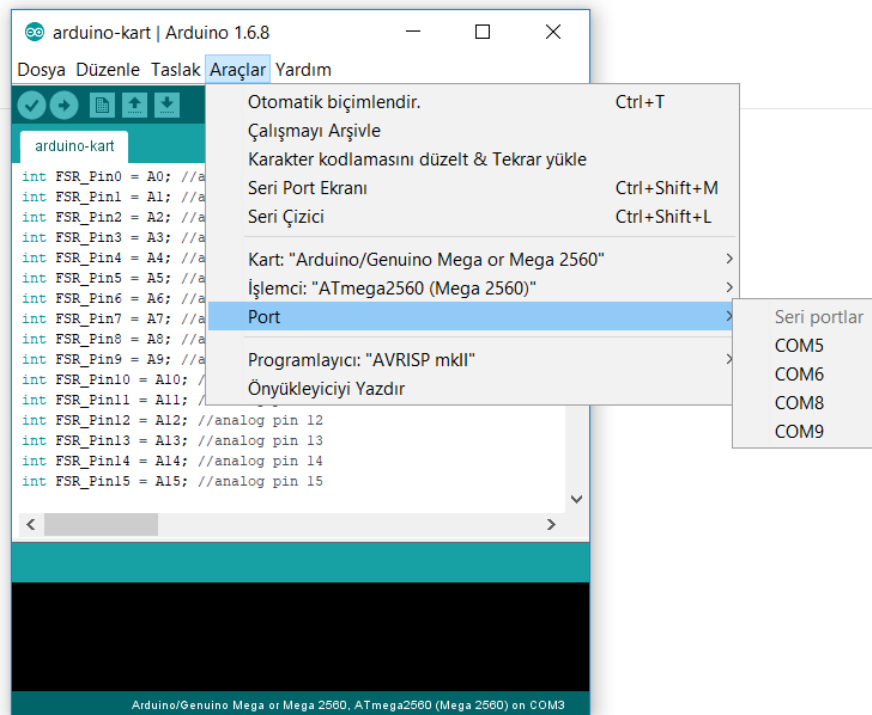 arduino-kart | Arduino 1.6.8
Dosya Düzenle Taslak Araçlar Yardım
Otomatik biçimlendir. Ctrl+T
Çalışmayı Arşivle
Karakter kodlamasını düzelt & Tekrar yükle
Seri Port Ekranı Ctrl+Shift+M
Seri Çizici Ctrl+Shift+L
Kart: "Arduino/Genuino Mega or Mega 2560"
İşlemci: "ATmega2560 (Mega 2560)"
Port
Programlayıcı: "AVRISP mkII"
Önyükleyiciyi Yazdır
Seri portlar
COM5
COM6
COM8
COM9
arduino-kart
int FSR_Pin0 = A0; //a
int FSR_Pin1 = A1; //a
int FSR_Pin2 = A2; //a
int FSR_Pin3 = A3; //a
int FSR_Pin4 = A4; //a
int FSR_Pin5 = A5; //a
int FSR_Pin6 = A6; //a
int FSR_Pin7 = A7; //a
int FSR_Pin8 = A8; //a
int FSR_Pin9 = A9; //a
int FSR_Pin10 = A10; /
int FSR_Pin11 = A11; /
int FSR_Pin12 = A12; //analog pin 12
int FSR_Pin13 = A13; //analog pin 13
int FSR_Pin14 = A14; //analog pin 14
int FSR_Pin15 = A15; //analog pin 15
Arduino/Genuino Mega or Mega 2560, ATmega2560 (Mega 2560) on COM3